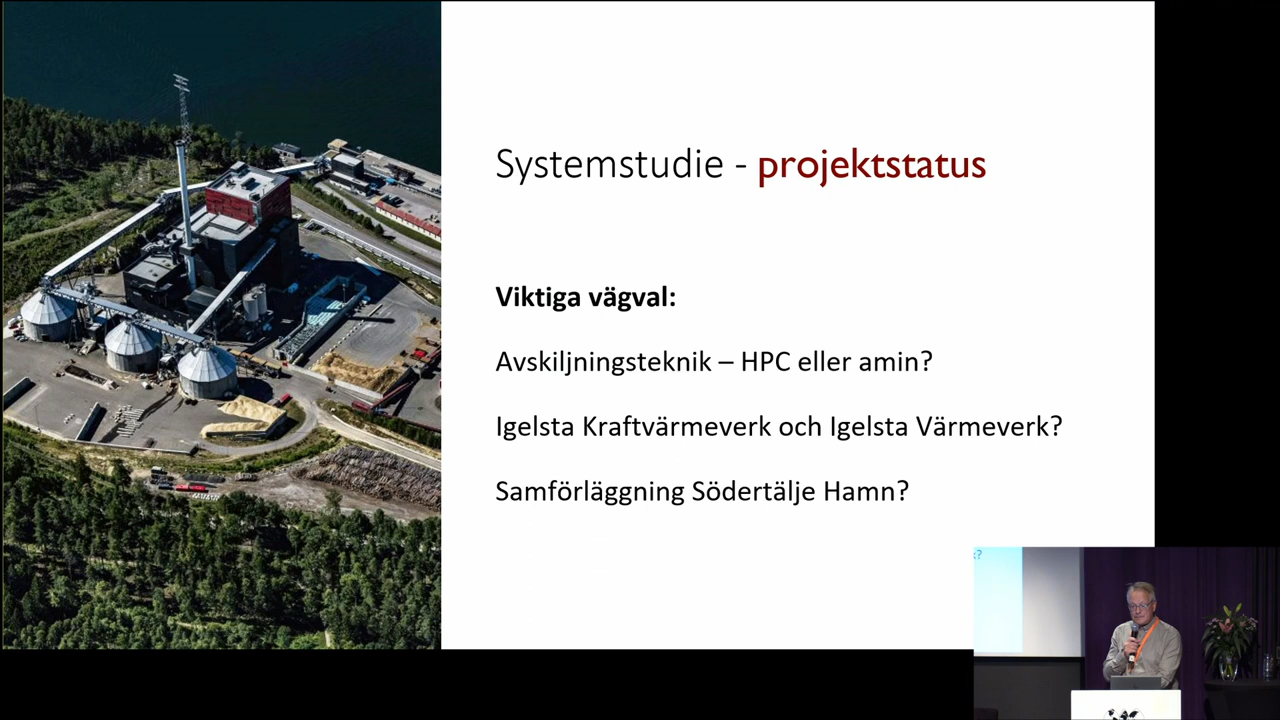 Systemstudie - projektstatus
Viktiga vägval:
Avskiljningsteknik – HPC eller amin?
Igelsta Kraftvärmeverk och Igelsta Värmeverk?
Samförläggning Södertälje Hamn?
k?